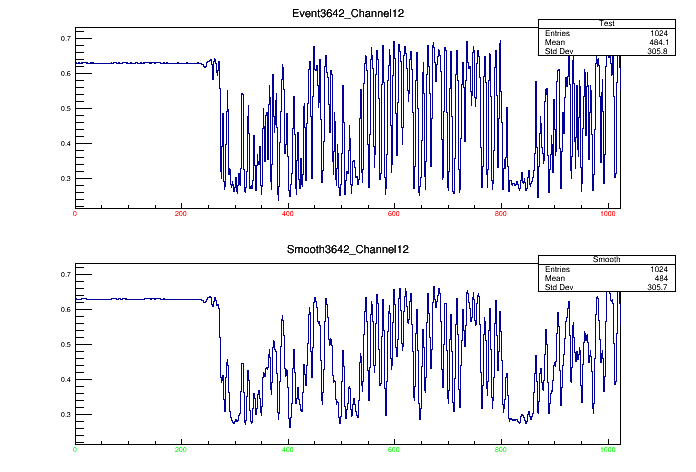 Event3642_Channel12
Test
Entries 1024
Mean 484.1
Std Dev 305.8
0.7
0.6
0.5
0.4
0.3
0 200 400 600 800 1000
Smooth3642_Channel12
Smooth
Entries 1024
Mean 484
Std Dev 305.7
0.7
0.6
0.5
0.4
0.3
0 200 400 600 800 1000